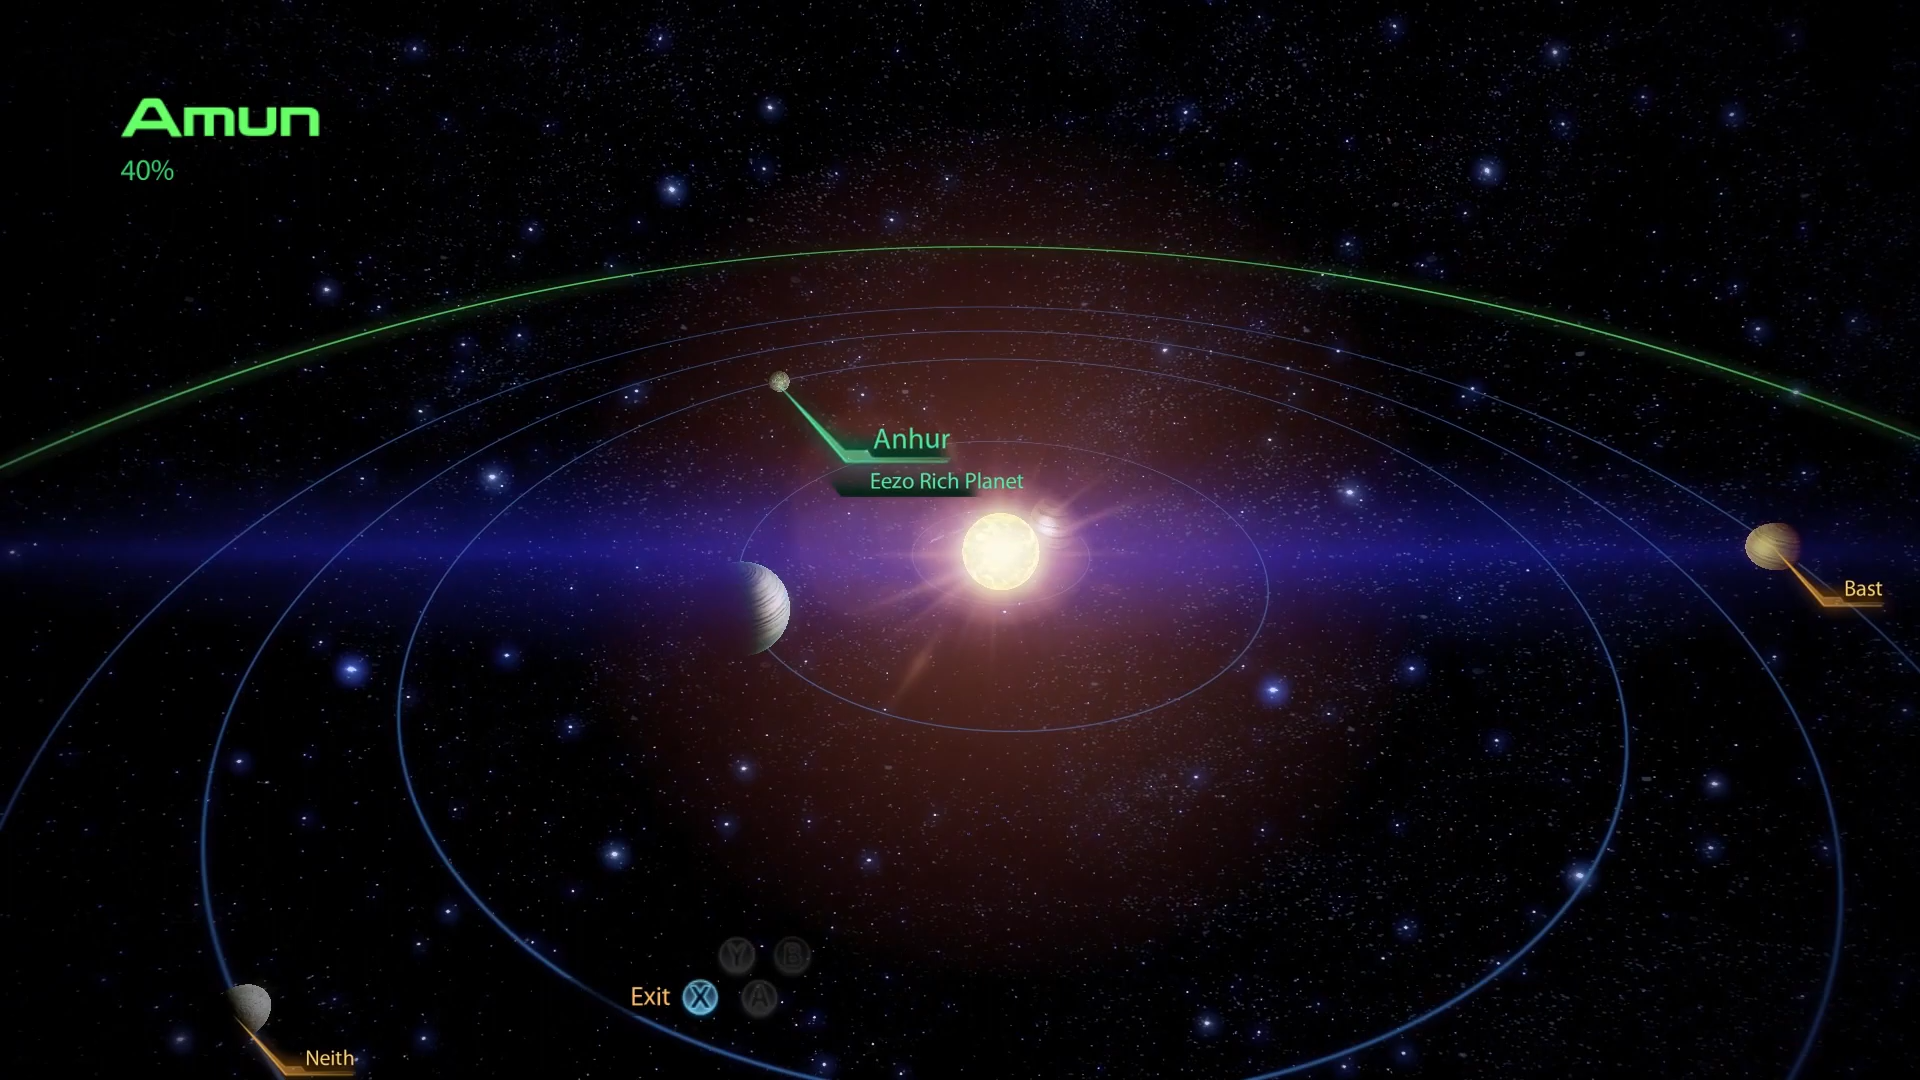 Amun
40%
Anhur
Eezo Rich Planet
Bast
Y B
Exit X A
Neith